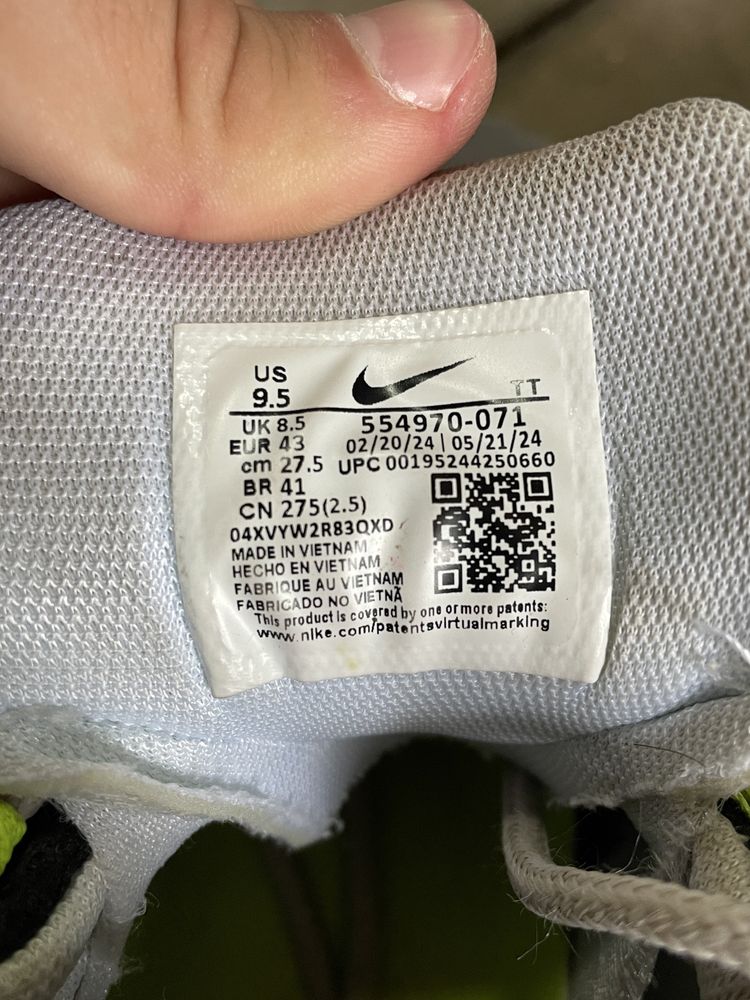 US
9.5
TT
UK 8.5
EUR 43
cm 27.5
BR 41
CN 275(2.5)
554970-071
02/20/24 | 05/21/24
UPC 00195244250660
04XVYW2R83QXD
MADE IN VIETNAM
HECHO EN VIETNAM
FABRIQUE AU VIETNAM
FABRICADO NO VIETNÃ
This product is covered by one or more patents:
www.nike.com/patentsvirtualmarking